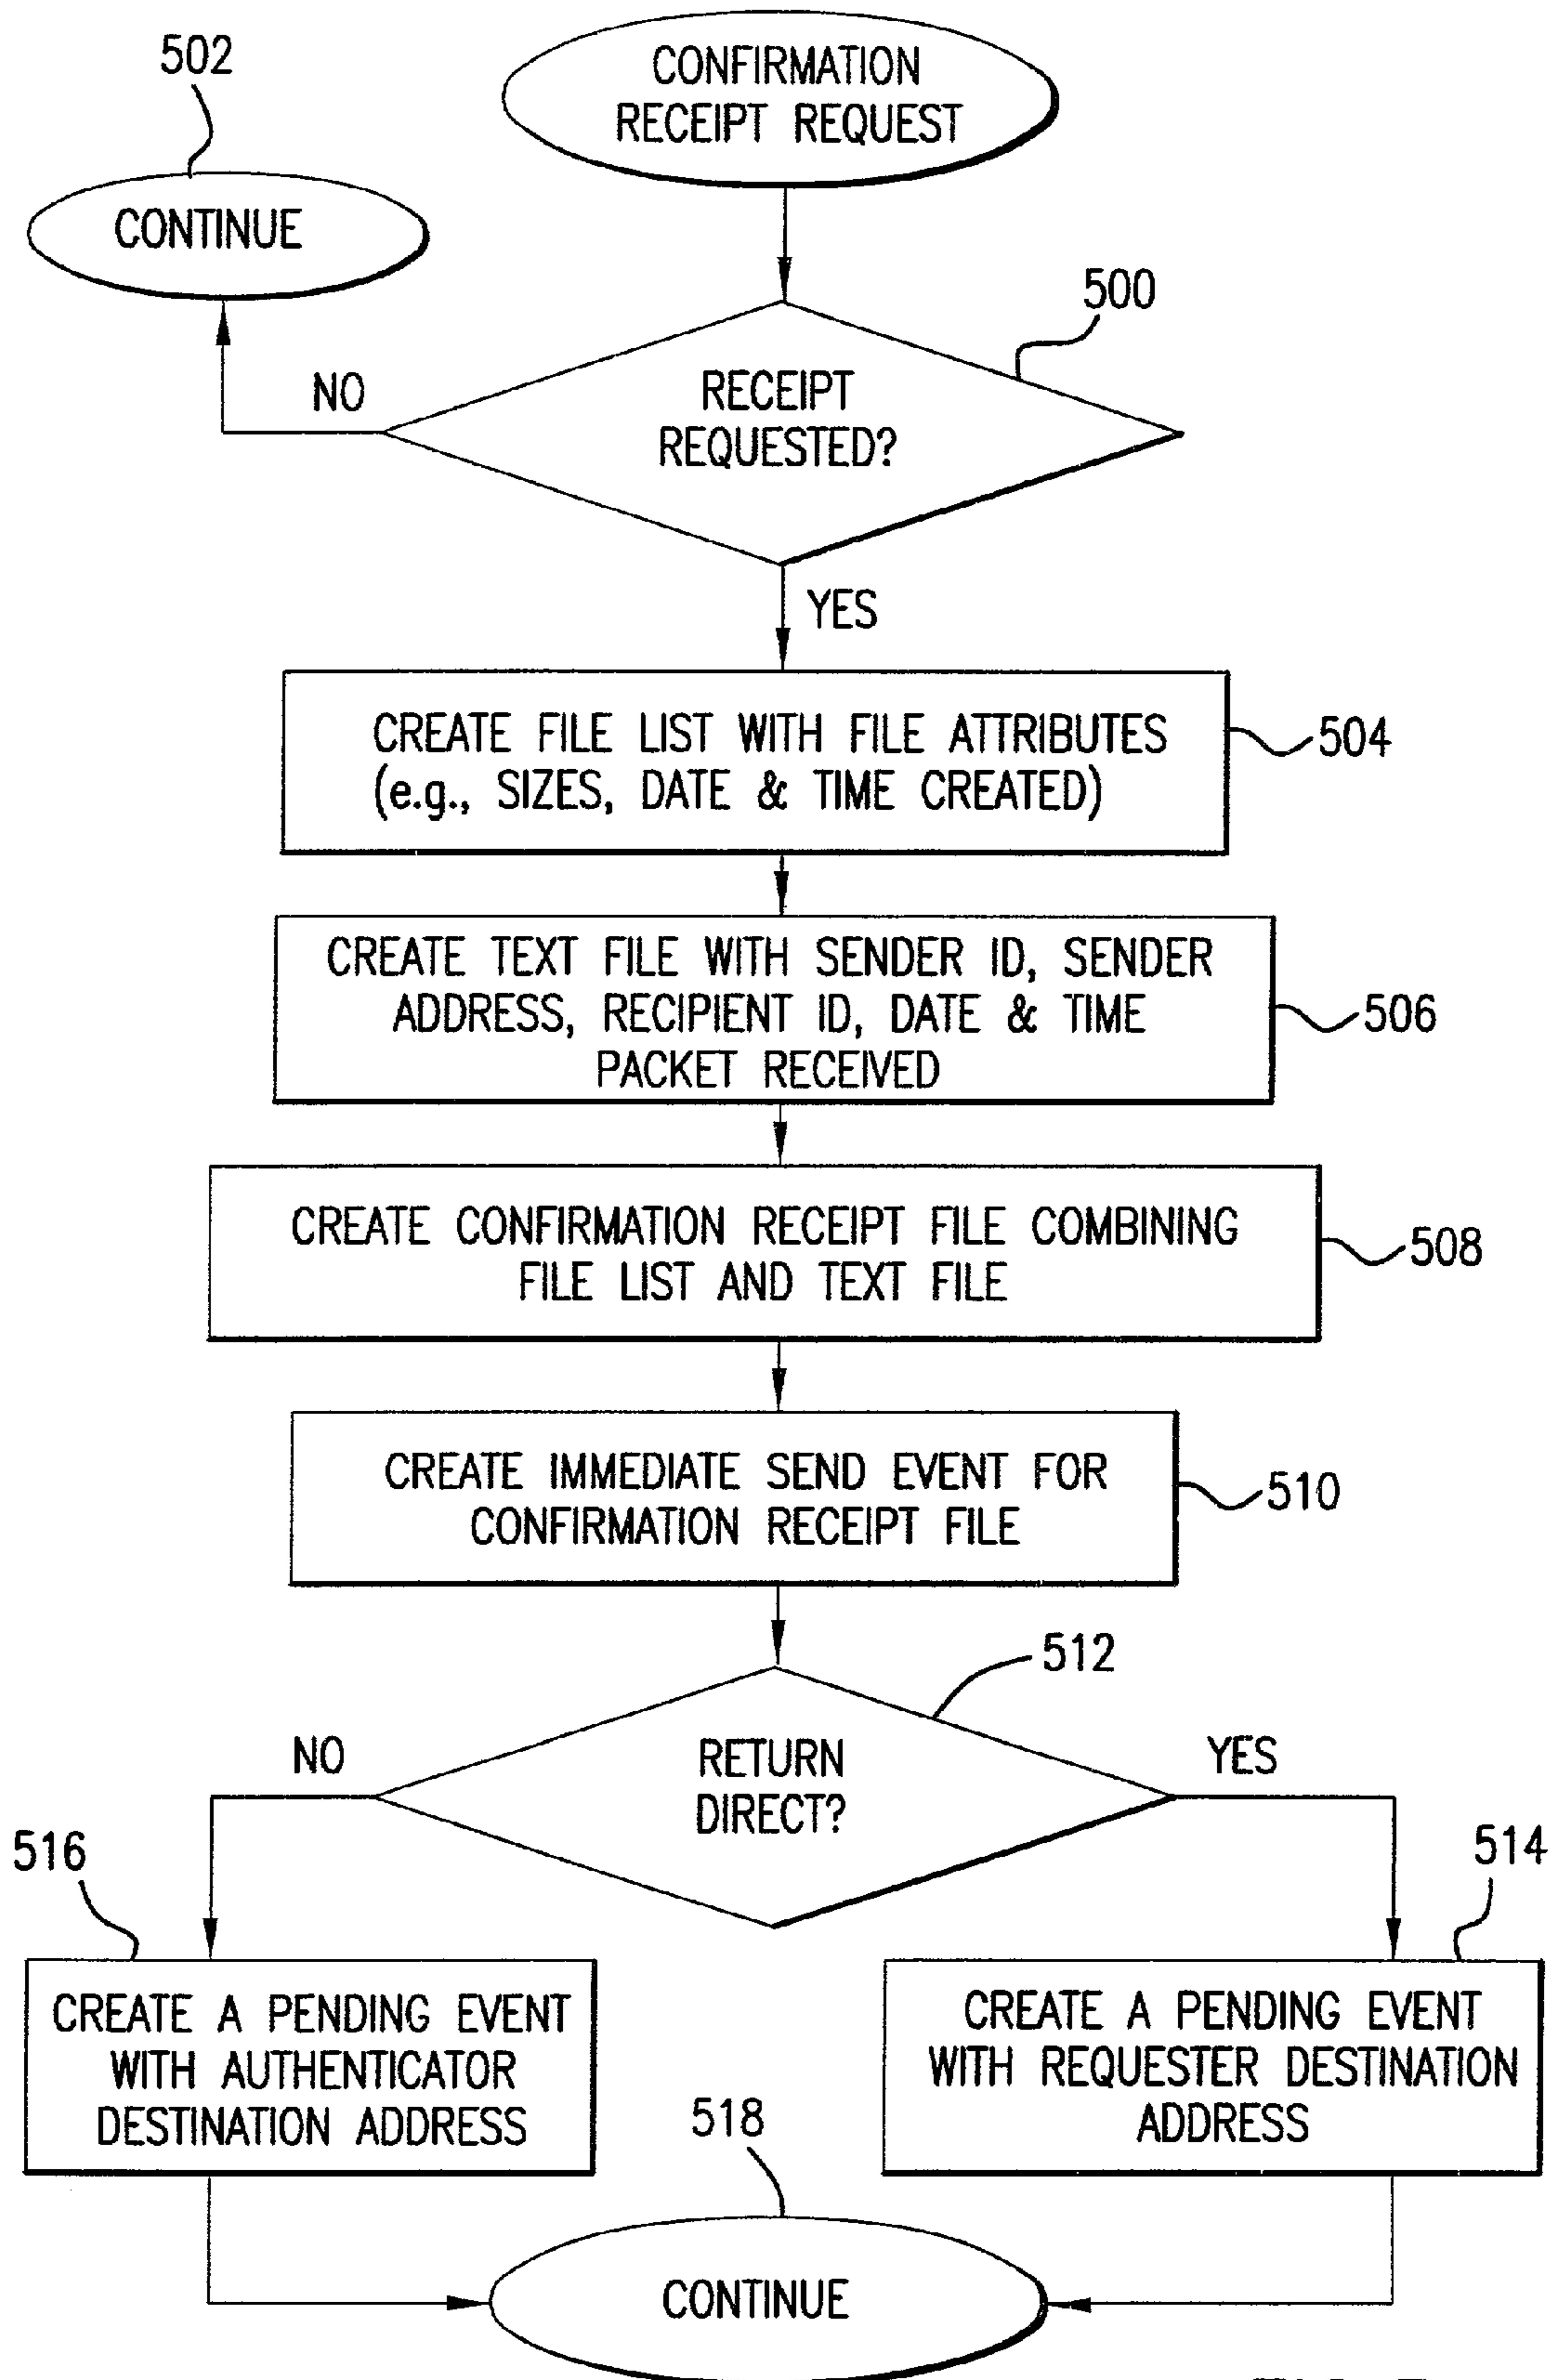 CONFIRMATION
RECEIPT REQUEST
502
CONTINUE
500
RECEIPT
REQUESTED?
NO
YES
CREATE FILE LIST WITH FILE ATTRIBUTES
(e.g., SIZES, DATE & TIME CREATED)
504
CREATE TEXT FILE WITH SENDER ID, SENDER
ADDRESS, RECIPIENT ID, DATE & TIME
PACKET RECEIVED
506
CREATE CONFIRMATION RECEIPT FILE COMBINING
FILE LIST AND TEXT FILE
508
CREATE IMMEDIATE SEND EVENT FOR
CONFIRMATION RECEIPT FILE
510
512
RETURN
DIRECT?
NO
YES
516
CREATE A PENDING EVENT
WITH AUTHENTICATOR
DESTINATION ADDRESS
514
CREATE A PENDING EVENT
WITH REQUESTER DESTINATION
ADDRESS
518
CONTINUE